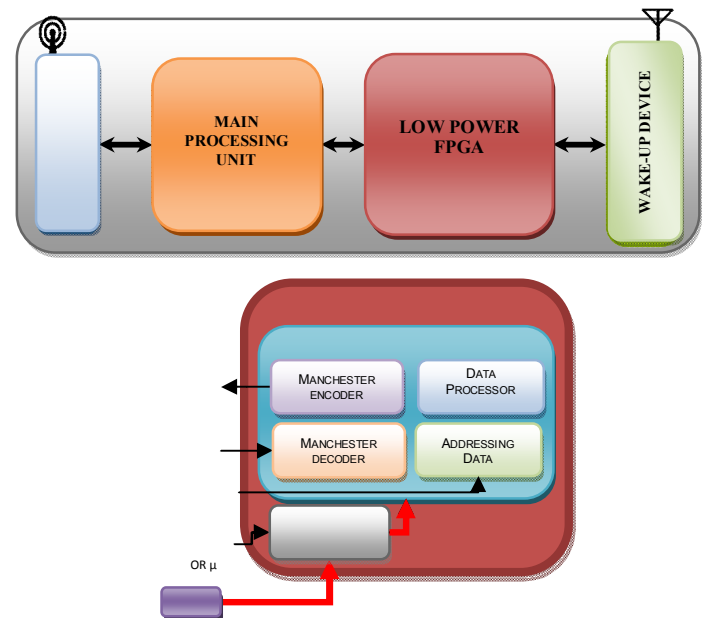 MAIN
PROCESSING
UNIT
LOW POWER
FPGA
WAKE-UP DEVICE
MANCHESTER
ENCODER
DATA
PROCESSOR
MANCHESTER
DECODER
ADDRESSING
DATA
OR µ